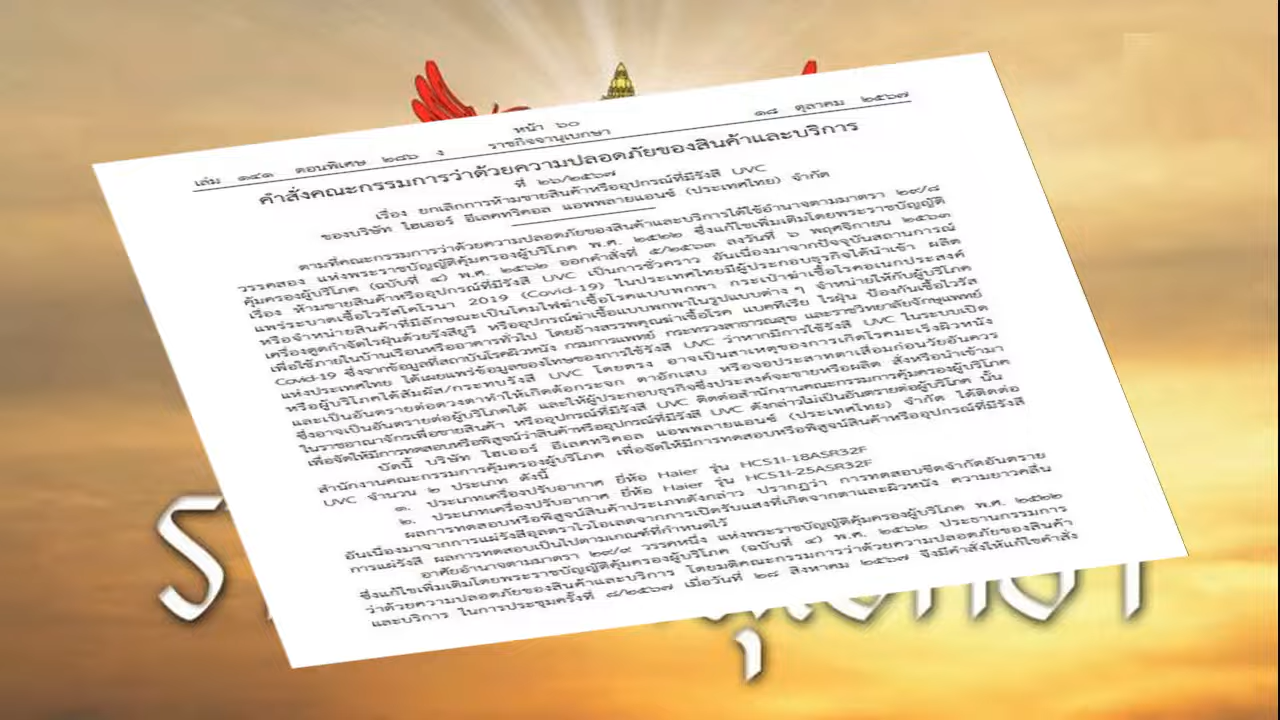 หน้า ๖๐
เล่ม ๑๔๑ ตอนพิเศษ ๒๘๖ ง ราชกิจจานุเบกษา ๑๘ ตุลาคม ๒๕๖๗
คำสั่งคณะกรรมการว่าด้วยความปลอดภัยของสินค้าและบริการ
ที่ ๒๖/๒๕๖๗
เรื่อง ยกเลิกการห้ามขายสินค้าหรืออุปกรณ์ที่มีรังสี UVC
ของบริษัท ไฮเออร์ อีเลคทริคอล แอพพลายแอนซ์ (ประเทศไทย) จำกัด
ตามที่คณะกรรมการว่าด้วยความปลอดภัยของสินค้าและบริการได้ใช้อำนาจตามมาตรา ๒๙/๘
วรรคสอง แห่งพระราชบัญญัติคุ้มครองผู้บริโภค พ.ศ. ๒๕๒๒ ซึ่งแก้ไขเพิ่มเติมโดยพระราชบัญญัติ
คุ้มครองผู้บริโภค (ฉบับที่ ๔) พ.ศ. ๒๕๖๒ ออกคำสั่งที่ ๕/๒๕๖๓ ลงวันที่ ๖ พฤศจิกายน ๒๕๖๓
เรื่อง ห้ามขายสินค้าหรืออุปกรณ์ที่มีรังสี UVC เป็นการชั่วคราว อันเนื่องมาจากปัจจุบันสถานการณ์
แพร่ระบาดเชื้อไวรัสโคโรนา 2019 (Covid-19) ในประเทศไทยมีผู้ประกอบธุรกิจได้นำเข้า ผลิต
หรือจำหน่ายสินค้าที่มีลักษณะเป็นโคมไฟฆ่าเชื้อโรคแบบพกพา กระเป๋าฆ่าเชื้อโรคอเนกประสงค์
เครื่องดูดกำจัดไรฝุ่นด้วยรังสียูวี หรืออุปกรณ์ฆ่าเชื้อแบบพกพาในรูปแบบต่าง ๆ จำหน่ายให้กับผู้บริโภค
เพื่อใช้ภายในบ้านเรือนหรืออาคารทั่วไป โดยอ้างสรรพคุณฆ่าเชื้อโรค แบคทีเรีย ไรฝุ่น ป้องกันเชื้อไวรัส
Covid-19 ซึ่งจากข้อมูลที่สถาบันโรคผิวหนัง กรมการแพทย์ กระทรวงสาธารณสุข และราชวิทยาลัยจักษุแพทย์
แห่งประเทศไทย ได้เผยแพร่ข้อมูลของโทษของการใช้รังสี UVC ว่าหากมีการใช้รังสี UVC ในระบบเปิด
หรือผู้บริโภคได้สัมผัส/กระทบรังสี UVC โดยตรง อาจเป็นสาเหตุของการเกิดโรคมะเร็งผิวหนัง
และเป็นอันตรายต่อดวงตาทำให้เกิดต้อกระจก ตาอักเสบ หรือจอประสาทตาเสื่อมก่อนวัยอันควร
ซึ่งอาจเป็นอันตรายต่อผู้บริโภคได้ และให้ผู้ประกอบธุรกิจซึ่งประสงค์จะขายหรือผลิต สั่งหรือนำเข้ามา
ในราชอาณาจักรเพื่อขายสินค้า หรืออุปกรณ์ที่มีรังสี UVC ติดต่อสำนักงานคณะกรรมการคุ้มครองผู้บริโภค
เพื่อจัดให้มีการทดสอบหรือพิสูจน์ว่าสินค้าหรืออุปกรณ์ที่มีรังสี UVC ดังกล่าวไม่เป็นอันตรายต่อผู้บริโภค นั้น
บัดนี้ บริษัท ไฮเออร์ อีเลคทริคอล แอพพลายแอนซ์ (ประเทศไทย) จำกัด ได้ติดต่อ
สำนักงานคณะกรรมการคุ้มครองผู้บริโภค เพื่อจัดให้มีการทดสอบหรือพิสูจน์สินค้าหรืออุปกรณ์ที่มีรังสี
UVC จำนวน ๒ ประเภท ดังนี้
๑. ประเภทเครื่องปรับอากาศ ยี่ห้อ Haier รุ่น HCS1I-18ASR32F
๒. ประเภทเครื่องปรับอากาศ ยี่ห้อ Haier รุ่น HCS1I-25ASR32F
ผลการทดสอบหรือพิสูจน์สินค้าประเภทดังกล่าว ปรากฏว่า การทดสอบขีดจำกัดอันตราย
อันเนื่องมาจากการแผ่รังสีอุลตราไวโอเลตจากการเปิดรับแสงที่เกิดจากตาและผิวหนัง ความยาวคลื่น
การแผ่รังสี ผลการทดสอบเป็นไปตามเกณฑ์ที่กำหนดไว้
อาศัยอำนาจตามมาตรา ๒๙/๙ วรรคหนึ่ง แห่งพระราชบัญญัติคุ้มครองผู้บริโภค พ.ศ. ๒๕๒๒
ซึ่งแก้ไขเพิ่มเติมโดยพระราชบัญญัติคุ้มครองผู้บริโภค (ฉบับที่ ๔) พ.ศ. ๒๕๖๒ ประธานกรรมการ
ว่าด้วยความปลอดภัยของสินค้าและบริการ โดยมติคณะกรรมการว่าด้วยความปลอดภัยของสินค้า
และบริการ ในการประชุมครั้งที่ ๘/๒๕๖๗ เมื่อวันที่ ๒๘ สิงหาคม ๒๕๖๗ จึงมีคำสั่งให้แก้ไขคำสั่ง